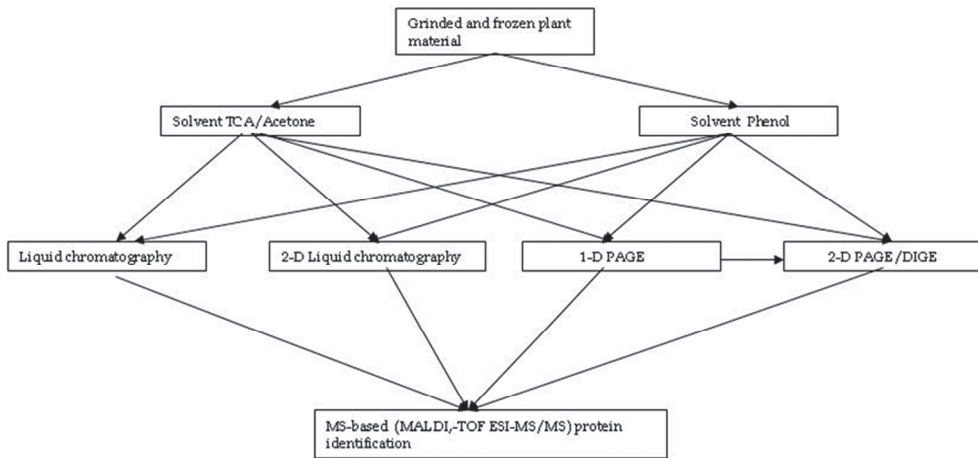 Grinded and frozen plant
material
Solvent TCA/Acetone
Solvent Phenol
Liquid chromatography
2-D Liquid chromatography
1-D PAGE
2-D PAGE/DIGE
MS-based (MALDI,-TOF ESI-MS/MS) protein
identification